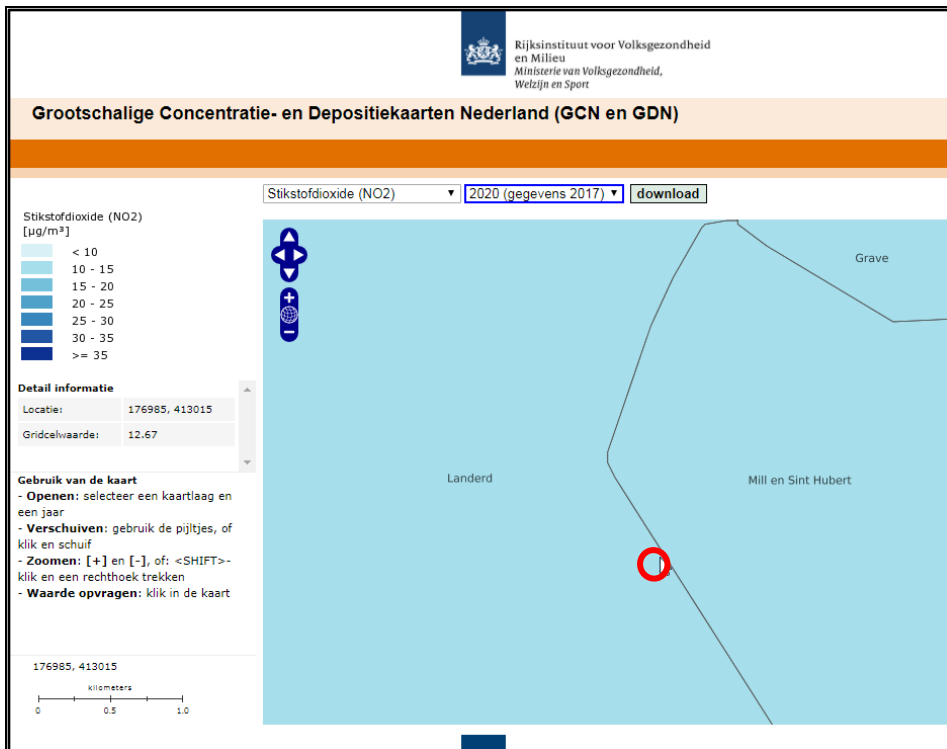 Rijksinstituut voor Volksgezondheid
en Milieu
Ministerie van Volksgezondheid,
Welzijn en Sport
Grootschalige Concentratie- en Depositiekaarten Nederland (GCN en GDN)
Stikstofdioxide (NO2) 2020 (gegevens 2017) download
Stikstofdioxide (NO2)
[µg/m³]
< 10
10 - 15
15 - 20
20 - 25
25 - 30
30 - 35
>= 35
Detail informatie
Locatie: 176985, 413015
Gridcelwaarde: 12.67
Gebruik van de kaart
- Openen: selecteer een kaartlaag en
een jaar
- Verschuiven: gebruik de pijltjes, of
klik en schuif
- Zoomen: [+] en [-], of: <SHIFT>-
klik en een rechthoek trekken
- Waarde opvragen: klik in de kaart
176985, 413015
kilometers
0 0.5 1.0
Grave
Landerd
Mill en Sint Hubert